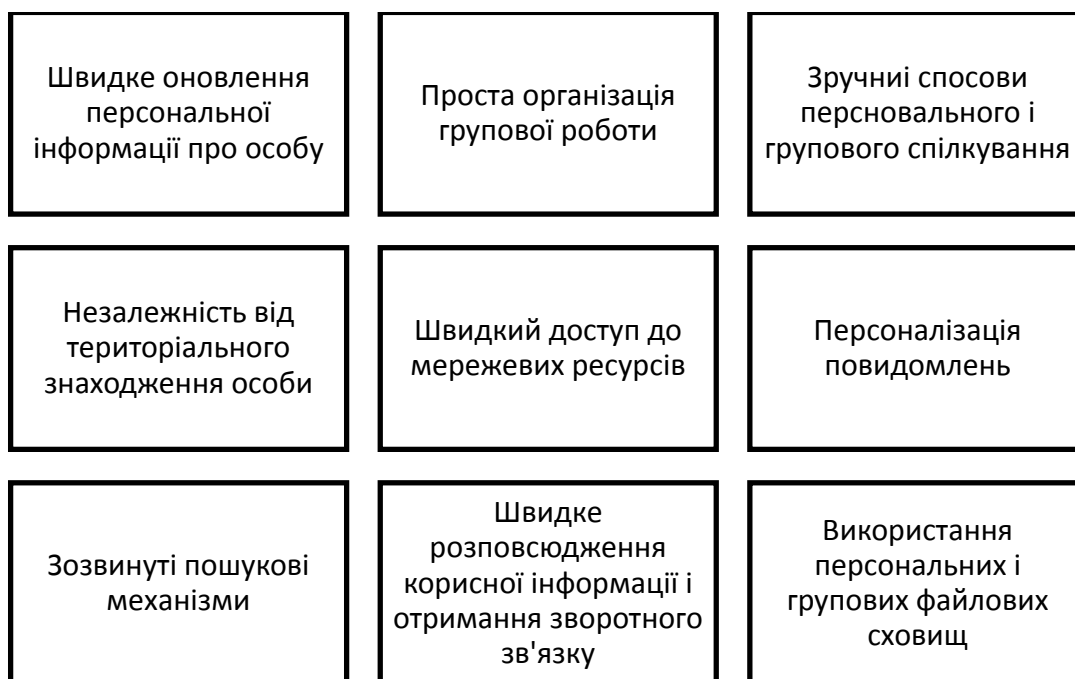 Швидке оновлення
персональної
інформації про особу
Проста організація
групової роботи
Зручниі спосови
персновального і
групового спілкування
Незалежність від
територіального
знаходження особи
Швидкий доступ до
мережевих ресурсів
Персоналізація
повидомлень
Зозвинуті пошукові
механізми
Швидке
розповсюдження
корисної інформації і
отримання зворотного
зв'язку
Використання
персональних і
групових файлових
сховищ